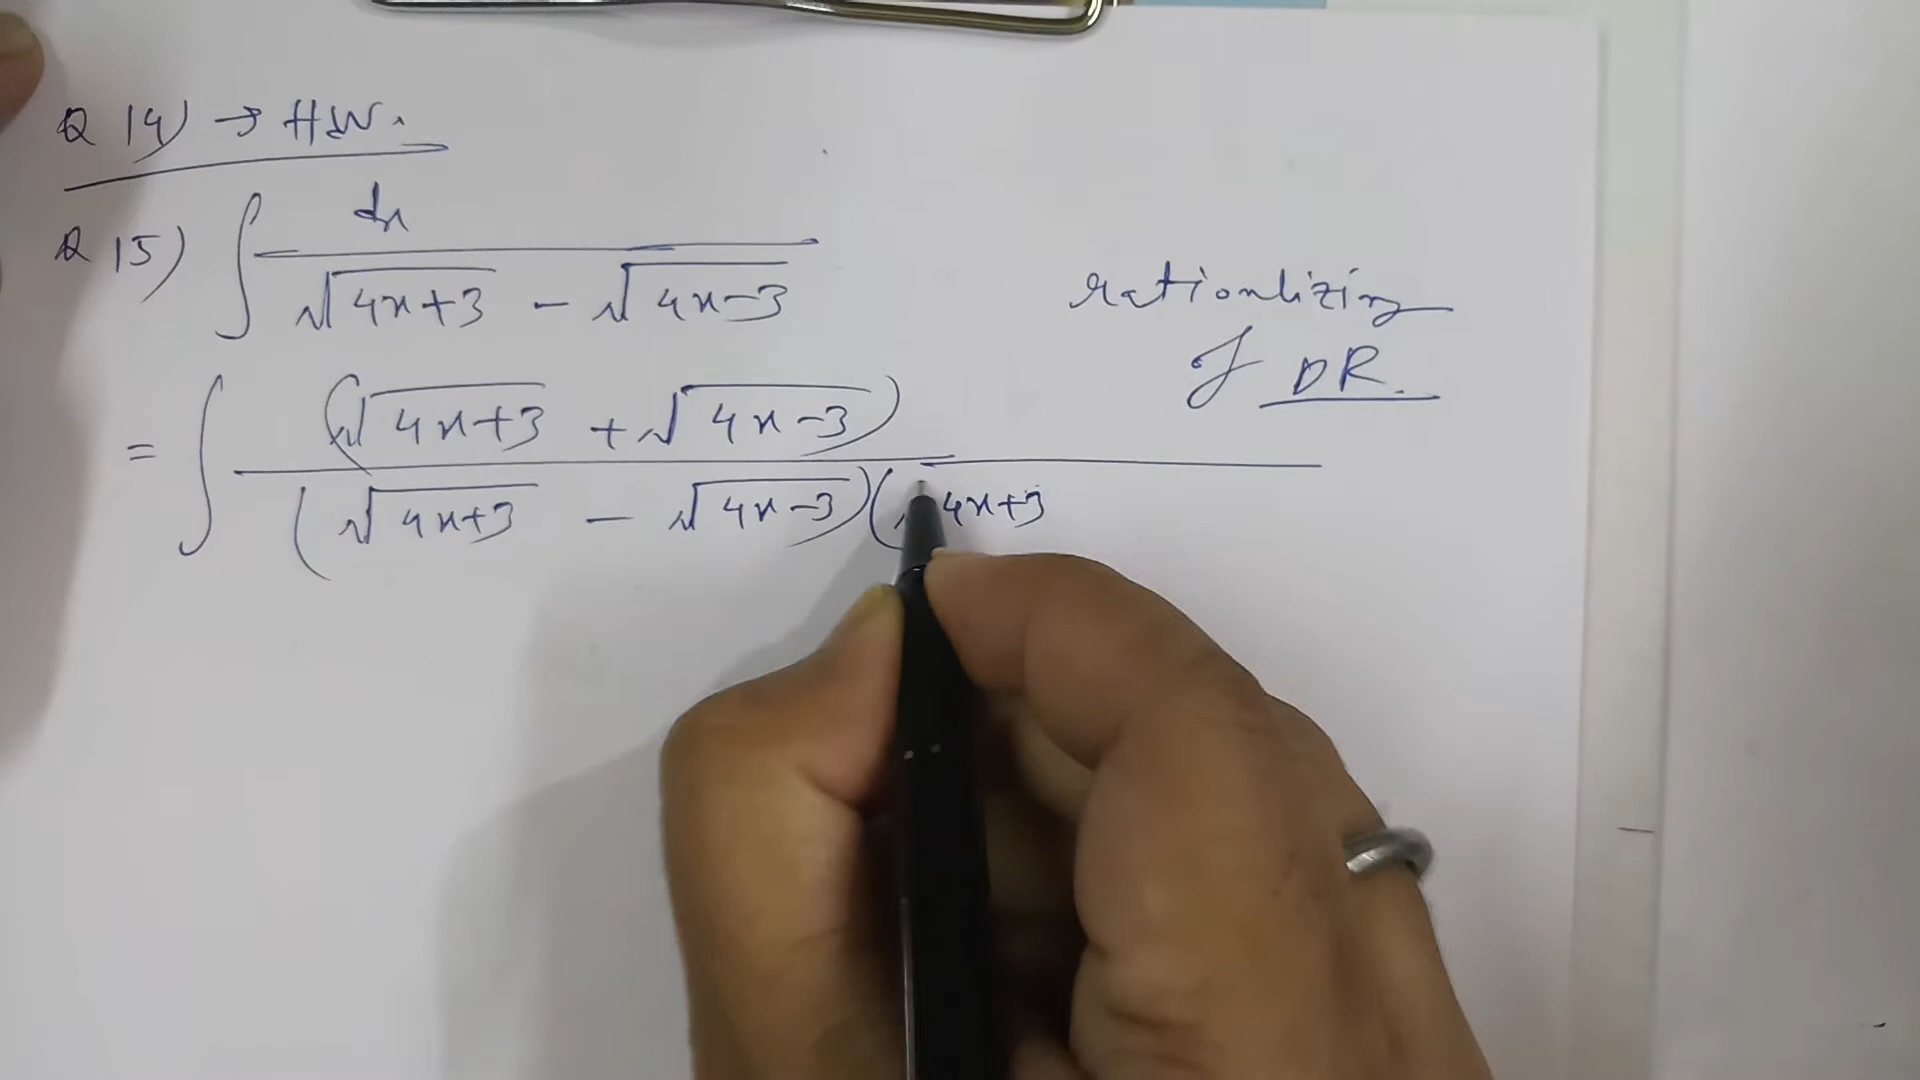 Q 14) → HW.
Q 15) ∫ dx / √(4x+3) - √(4x-3)
rationlizing
of DR.
= ∫ (√(4x+3) + √(4x-3)) / (√(4x+3) - √(4x-3)) (√4x+3